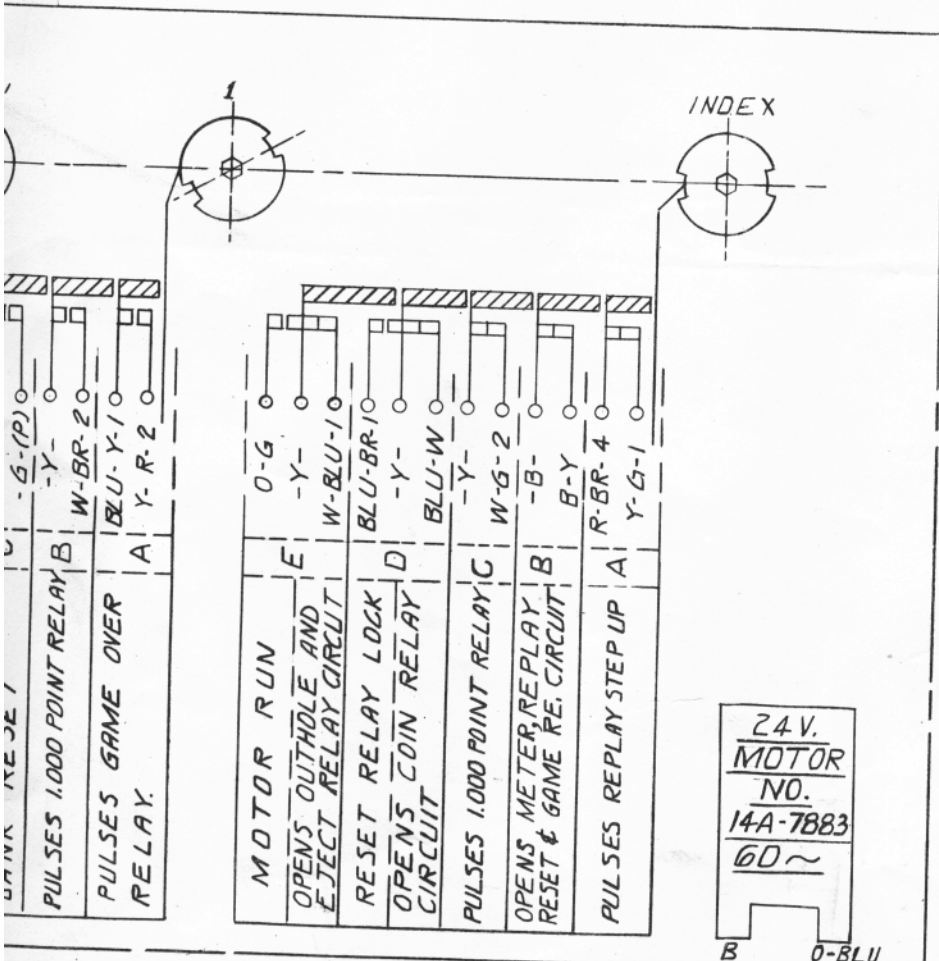 1
INDEX
-G-(P)
-Y-
W-BR-2
BLU-Y-1
Y-R-2
O-G
-Y-
W-BLU-1
BLU-BR-1
-Y-
BLU-W
-Y-
W-G-2
-B-
B-Y
R-BR-4
Y-G-1
B
A
E
D
C
B
A
PULSES 1.000 POINT RELAY
PULSES GAME OVER
RELAY.
MOTOR RUN
OPENS OUTHOLE AND
EJECT RELAY CIRCUIT
RESET RELAY LOCK
OPENS COIN RELAY
CIRCUIT
PULSES 1.000 POINT RELAY
OPENS, METER, REPLAY
RESET & GAME RE. CIRCUIT
PULSES REPLAY STEP UP
24 V.
MOTOR
NO.
14A-7883
60 ~
B O-BLU